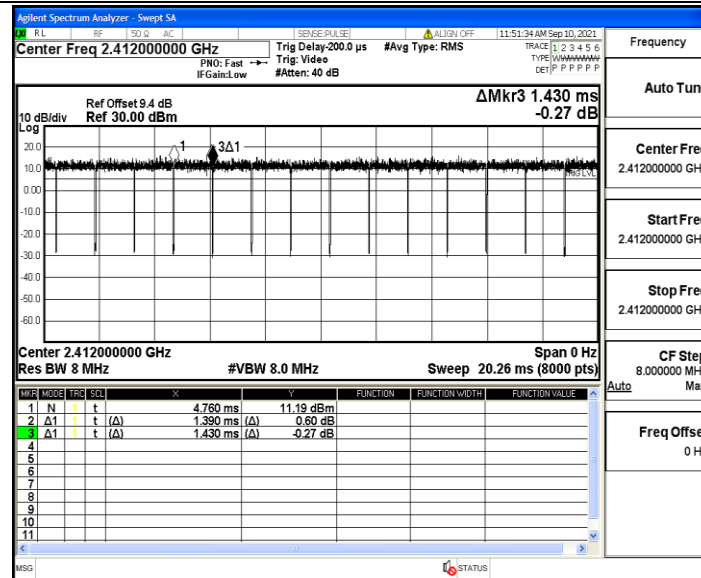 Agilent Spectrum Analyzer - Swept SA
RL RF 50 Ω AC SENSE:PULSE ALIGN OFF 11:51:34 AM Sep 10, 2021
Center Freq 2.412000000 GHz
PNO: Fast
IFGain:Low
Trig Delay-200.0 µs
Trig: Video
#Atten: 40 dB
#Avg Type: RMS
TRACE 1 2 3 4 5 6
TYPE WWWWWW
DET P P P P P P
ΔMkr3 1.430 ms
-0.27 dB
Ref Offset 9.4 dB
10 dB/div Ref 30.00 dBm
Log
20.0
10.0
0.00
-10.0
-20.0
-30.0
-40.0
-50.0
-60.0
1
3Δ1
TRIG LVL
Center 2.412000000 GHz Span 0 Hz
Res BW 8 MHz #VBW 8.0 MHz Sweep 20.26 ms (8000 pts)
MKR MODE TRC SCL X Y FUNCTION FUNCTION WIDTH FUNCTION VALUE
1 N 1 t 4.760 ms 11.19 dBm
2 Δ1 1 t (Δ) 1.390 ms (Δ) 0.60 dB
3 Δ1 1 t (Δ) 1.430 ms (Δ) -0.27 dB
4
5
6
7
8
9
10
11
MSG STATUS
Frequency
Auto Tun
Center Fre
2.412000000 GH
Start Fre
2.412000000 GH
Stop Fre
2.412000000 GH
CF Ste
8.000000 MH
Auto Ma
Freq Offse
0 H